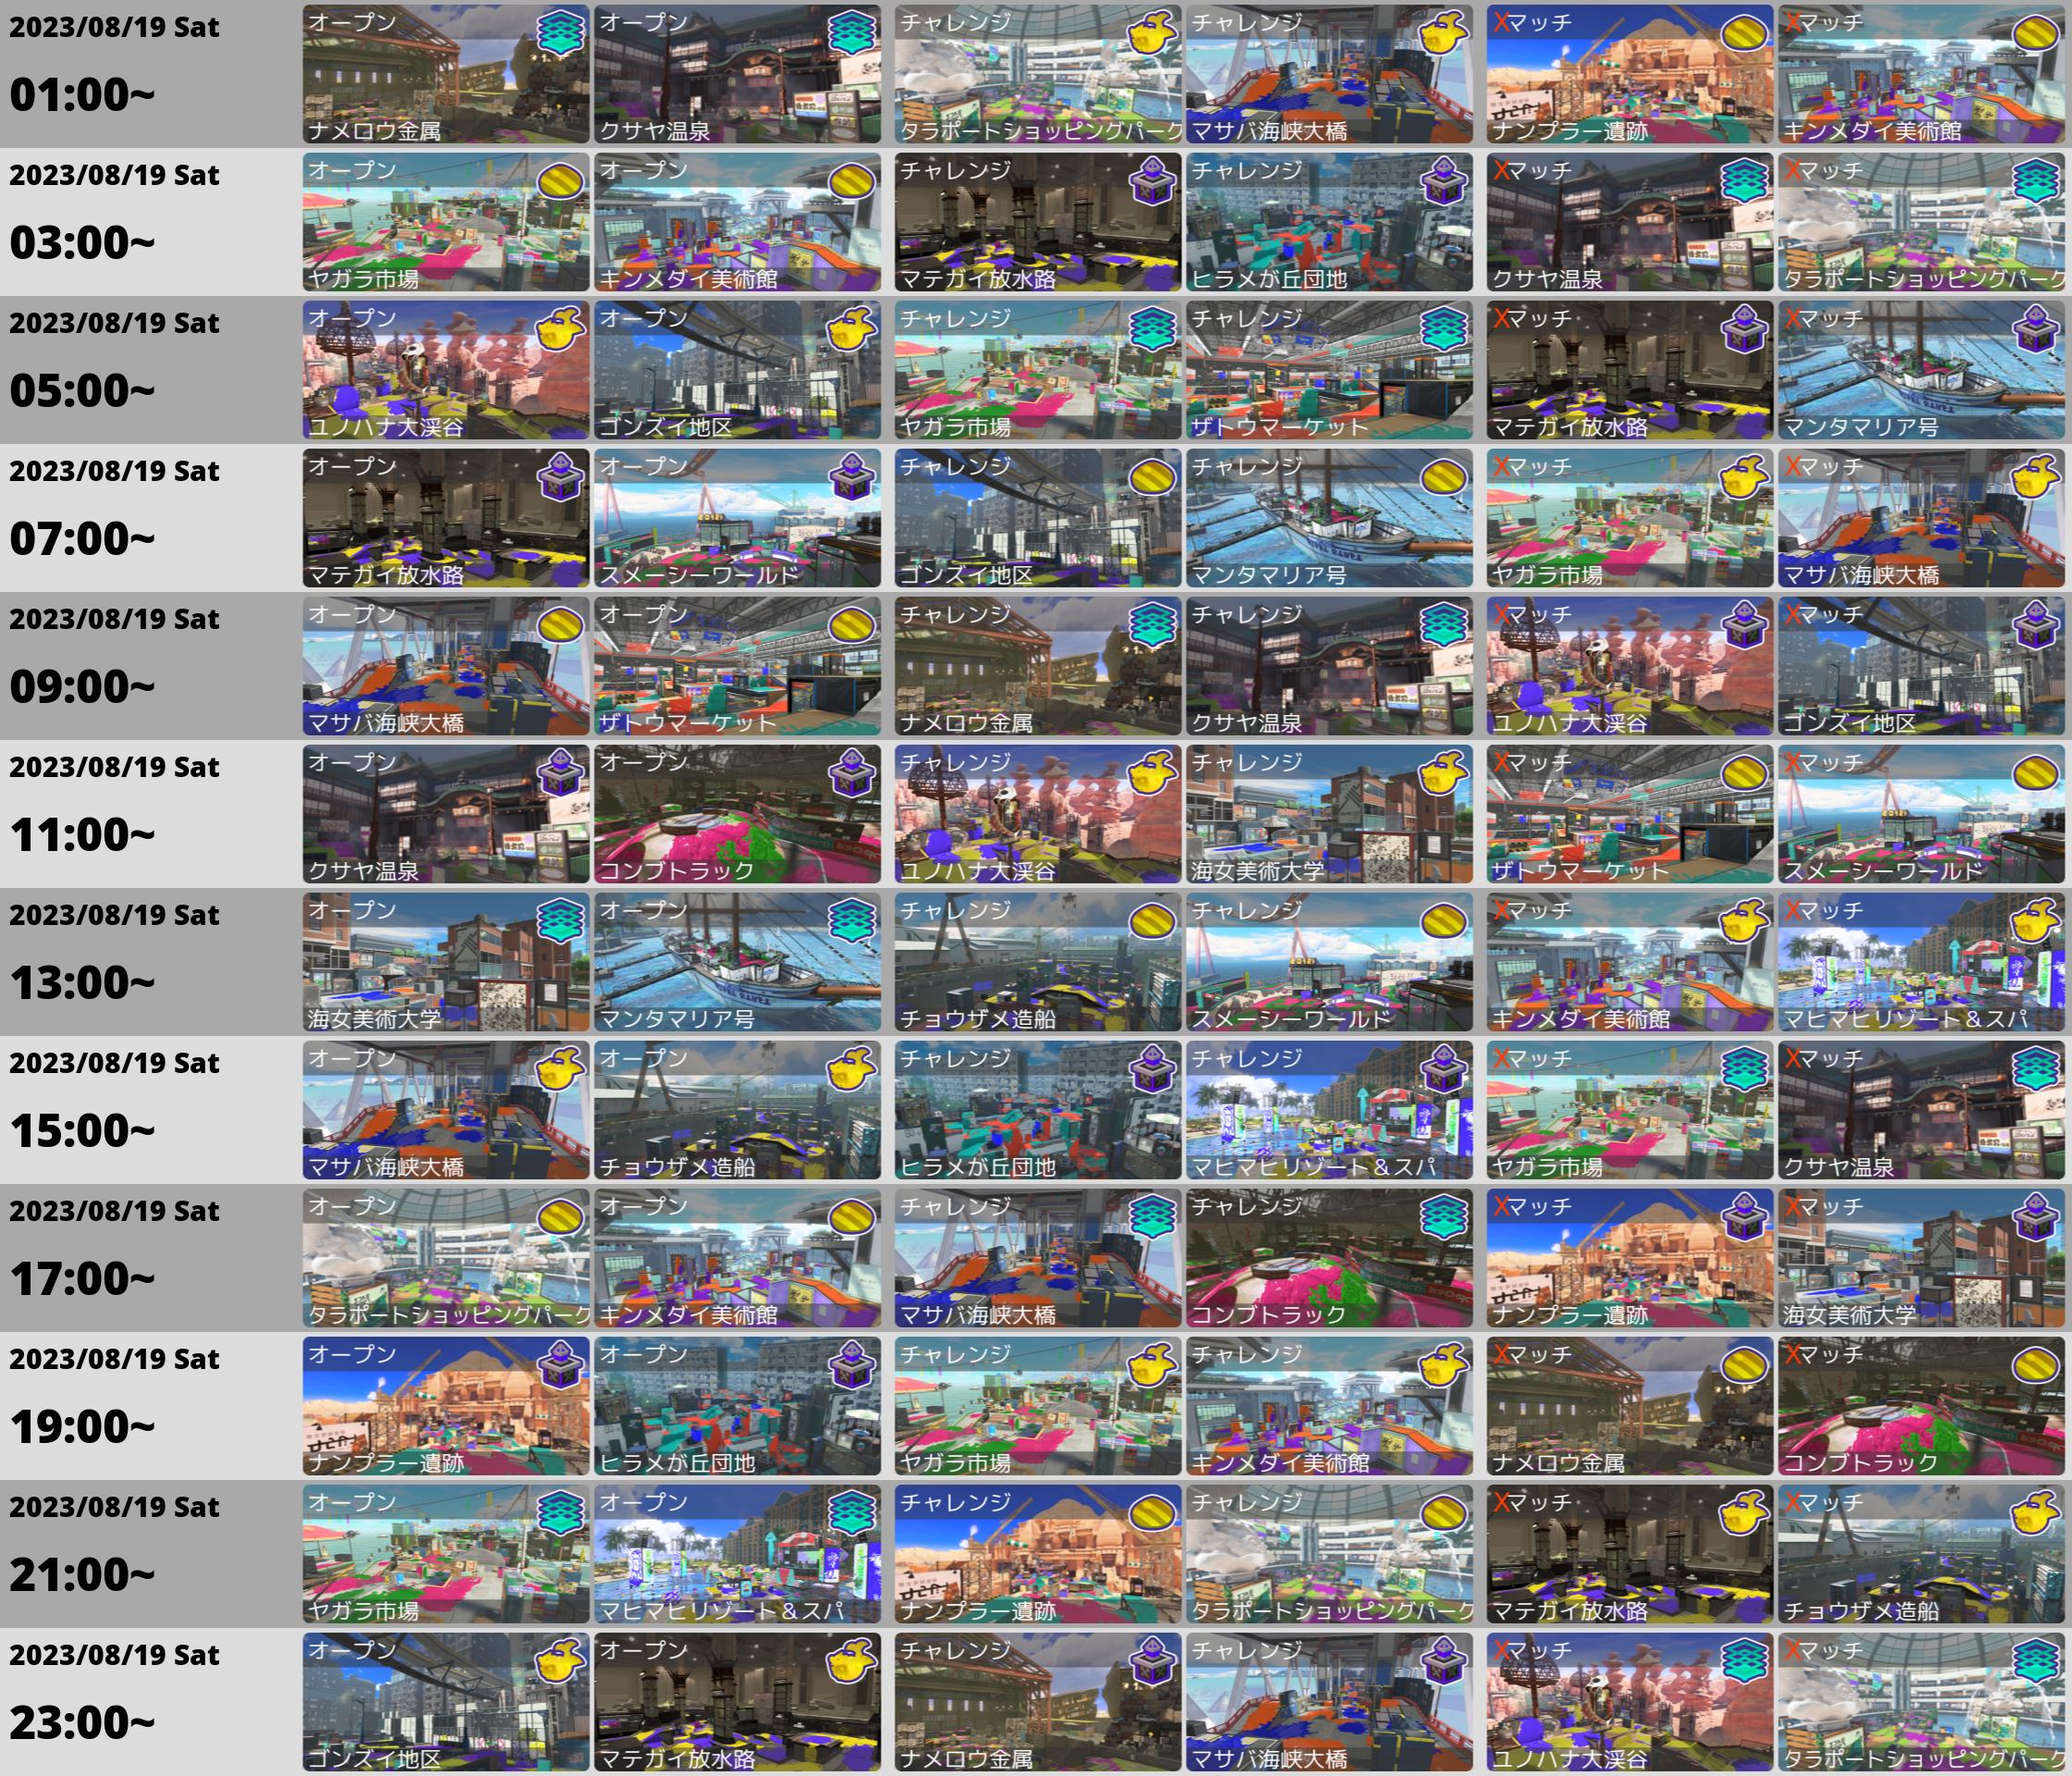 2023/08/19 Sat
01:00~
オープン
ナメロウ金属
オープン
クサヤ温泉
チャレンジ
タラポートショッピングパーク
チャレンジ
マサバ海峡大橋
Xマッチ
ナンプラー遺跡
Xマッチ
キンメダイ美術館
2023/08/19 Sat
03:00~
オープン
ヤガラ市場
オープン
キンメダイ美術館
チャレンジ
マテガイ放水路
チャレンジ
ヒラメが丘団地
Xマッチ
クサヤ温泉
Xマッチ
タラポートショッピングパーク
2023/08/19 Sat
05:00~
オープン
ユノハナ大渓谷
オープン
ゴンズイ地区
チャレンジ
ヤガラ市場
チャレンジ
ザトウマーケット
Xマッチ
マテガイ放水路
Xマッチ
マンタマリア号
2023/08/19 Sat
07:00~
オープン
マテガイ放水路
オープン
スメーシーワールド
チャレンジ
ゴンズイ地区
チャレンジ
マンタマリア号
Xマッチ
ヤガラ市場
Xマッチ
マサバ海峡大橋
2023/08/19 Sat
09:00~
オープン
マサバ海峡大橋
オープン
ザトウマーケット
チャレンジ
ナメロウ金属
チャレンジ
クサヤ温泉
Xマッチ
ユノハナ大渓谷
Xマッチ
ゴンズイ地区
2023/08/19 Sat
11:00~
オープン
クサヤ温泉
オープン
コンブトラック
チャレンジ
ユノハナ大渓谷
チャレンジ
海女美術大学
Xマッチ
ザトウマーケット
Xマッチ
スメーシーワールド
2023/08/19 Sat
13:00~
オープン
海女美術大学
オープン
マンタマリア号
チャレンジ
チョウザメ造船
チャレンジ
スメーシーワールド
Xマッチ
キンメダイ美術館
Xマッチ
マヒマヒリゾート＆スパ
2023/08/19 Sat
15:00~
オープン
マサバ海峡大橋
オープン
チョウザメ造船
チャレンジ
ヒラメが丘団地
チャレンジ
マヒマヒリゾート＆スパ
Xマッチ
ヤガラ市場
Xマッチ
クサヤ温泉
2023/08/19 Sat
17:00~
オープン
タラポートショッピングパーク
オープン
キンメダイ美術館
チャレンジ
マサバ海峡大橋
チャレンジ
コンブトラック
Xマッチ
ナンプラー遺跡
Xマッチ
海女美術大学
2023/08/19 Sat
19:00~
オープン
ナンプラー遺跡
オープン
ヒラメが丘団地
チャレンジ
ヤガラ市場
チャレンジ
キンメダイ美術館
Xマッチ
ナメロウ金属
Xマッチ
コンブトラック
2023/08/19 Sat
21:00~
オープン
ヤガラ市場
オープン
マヒマヒリゾート＆スパ
チャレンジ
ナンプラー遺跡
チャレンジ
タラポートショッピングパーク
Xマッチ
マテガイ放水路
Xマッチ
チョウザメ造船
2023/08/19 Sat
23:00~
オープン
ゴンズイ地区
オープン
マテガイ放水路
チャレンジ
ナメロウ金属
チャレンジ
マサバ海峡大橋
Xマッチ
ユノハナ大渓谷
Xマッチ
タラポートショッピングパーク